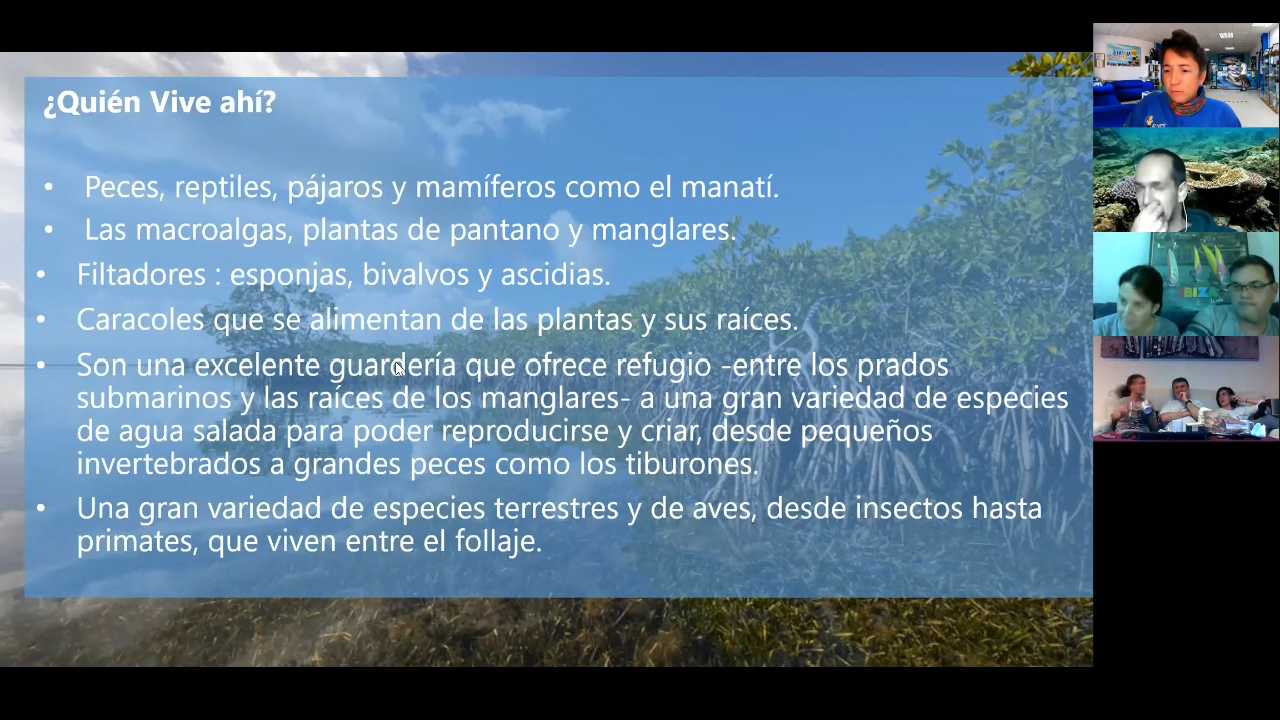 ¿Quién Vive ahí?
• Peces, reptiles, pájaros y mamíferos como el manatí.
• Las macroalgas, plantas de pantano y manglares.
• Filtadores : esponjas, bivalvos y ascidias.
• Caracoles que se alimentan de las plantas y sus raíces.
• Son una excelente guardería que ofrece refugio -entre los prados
submarinos y las raíces de los manglares- a una gran variedad de especies
de agua salada para poder reproducirse y criar, desde pequeños
invertebrados a grandes peces como los tiburones.
• Una gran variedad de especies terrestres y de aves, desde insectos hasta
primates, que viven entre el follaje.
IBIZA